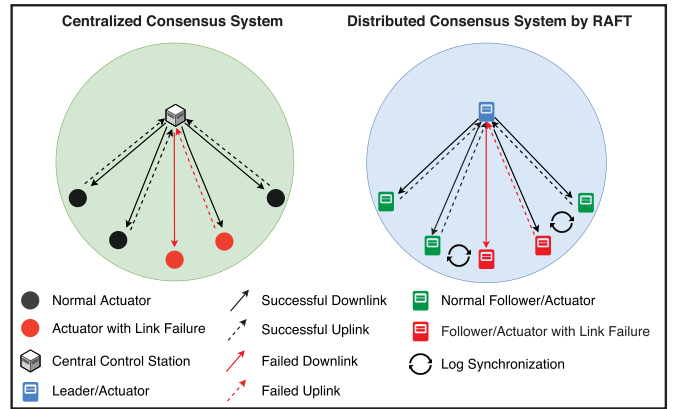 Centralized Consensus System
Distributed Consensus System by RAFT
Normal Actuator
Successful Downlink
Normal Follower/Actuator
Actuator with Link Failure
Successful Uplink
Follower/Actuator with Link Failure
Central Control Station
Failed Downlink
Log Synchronization
Leader/Actuator
Failed Uplink